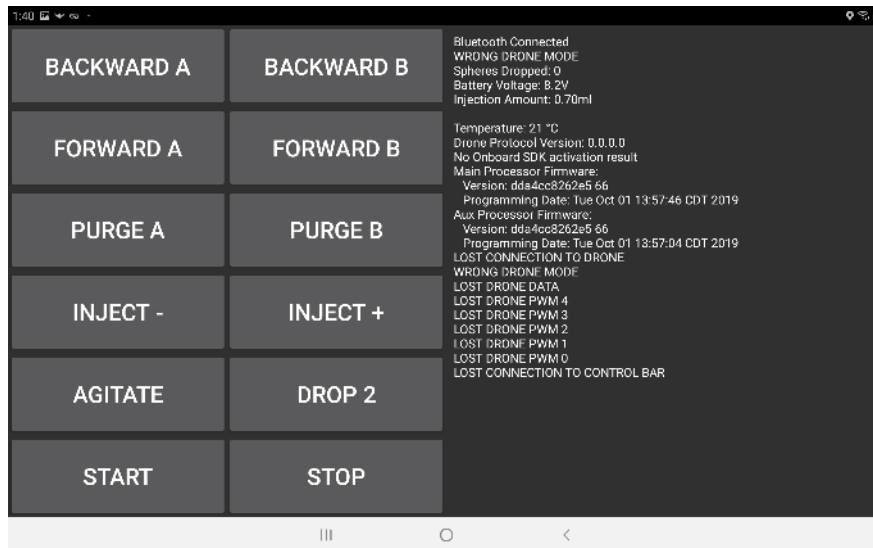 1:40
BACKWARD A
BACKWARD B
FORWARD A
FORWARD B
PURGE A
PURGE B
INJECT -
INJECT +
AGITATE
DROP 2
START
STOP
Bluetooth Connected
WRONG DRONE MODE
Spheres Dropped: 0
Battery Voltage: 8.2V
Injection Amount: 0.70ml
Temperature: 21 °C
Drone Protocol Version: 0.0.0.0
No Onboard SDK activation result
Main Processor Firmware:
Version: dda4cc8262e5 66
Programming Date: Tue Oct 01 13:57:46 CDT 2019
Aux Processor Firmware:
Version: dda4cc8262e5 66
Programming Date: Tue Oct 01 13:57:04 CDT 2019
LOST CONNECTION TO DRONE
WRONG DRONE MODE
LOST DRONE DATA
LOST DRONE PWM 4
LOST DRONE PWM 3
LOST DRONE PWM 2
LOST DRONE PWM 1
LOST DRONE PWM 0
LOST CONNECTION TO CONTROL BAR